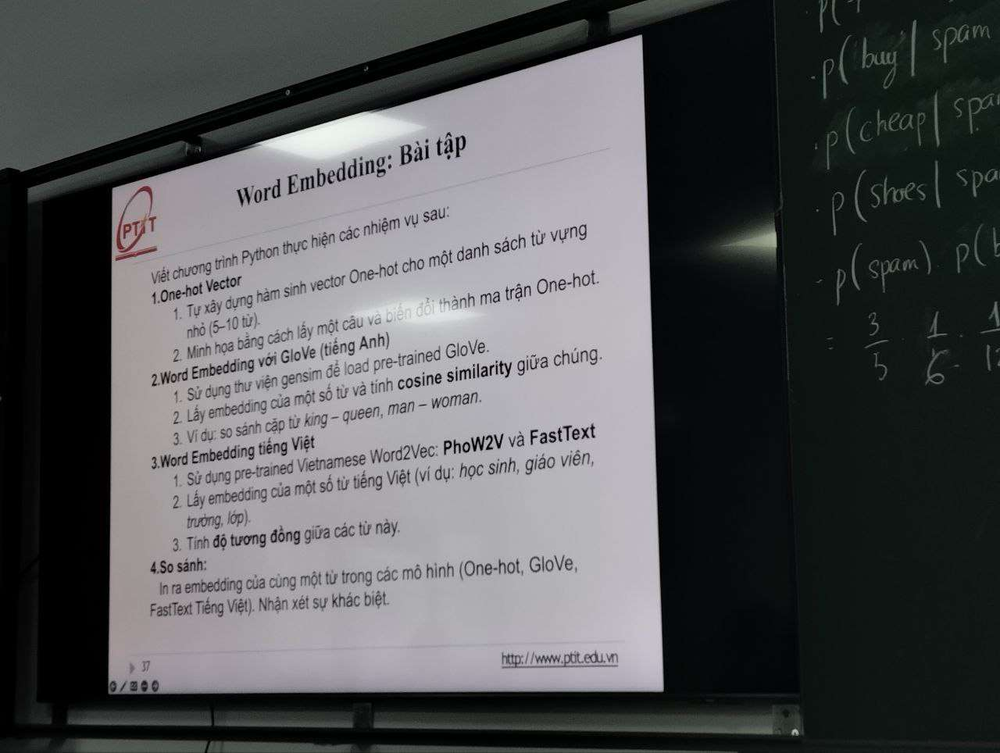 Word Embedding: Bài tập
PTIT
Viết chương trình Python thực hiện các nhiệm vụ sau:
1.One-hot Vector
1. Tự xây dựng hàm sinh vector One-hot cho một danh sách từ vựng
nhỏ (5–10 từ).
2. Minh họa bằng cách lấy một câu và biến đổi thành ma trận One-hot.
2.Word Embedding với GloVe (tiếng Anh)
1. Sử dụng thư viện gensim để load pre-trained GloVe.
2. Lấy embedding của một số từ và tính cosine similarity giữa chúng.
3. Ví dụ: so sánh cặp từ king – queen, man – woman.
3.Word Embedding tiếng Việt
1. Sử dụng pre-trained Vietnamese Word2Vec: PhoW2V và FastText
2. Lấy embedding của một số từ tiếng Việt (ví dụ: học sinh, giáo viên,
trường, lớp).
3. Tính độ tương đồng giữa các từ này.
4.So sánh:
In ra embedding của cùng một từ trong các mô hình (One-hot, GloVe,
FastText Tiếng Việt). Nhận xét sự khác biệt.
37
http://www.ptit.edu.vn
p(buy| spam
p(cheap| spa
p(shoes| spa
p(spam). p(b
= 3/5 . 1/6 .